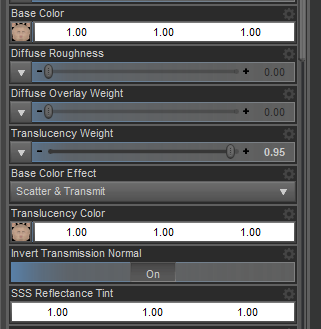 Base Color
1.00 1.00 1.00
Diffuse Roughness
- + 0.00
Diffuse Overlay Weight
- + 0.00
Translucency Weight
- + 0.95
Base Color Effect
Scatter & Transmit
Translucency Color
1.00 1.00 1.00
Invert Transmission Normal
On
SSS Reflectance Tint
1.00 1.00 1.00